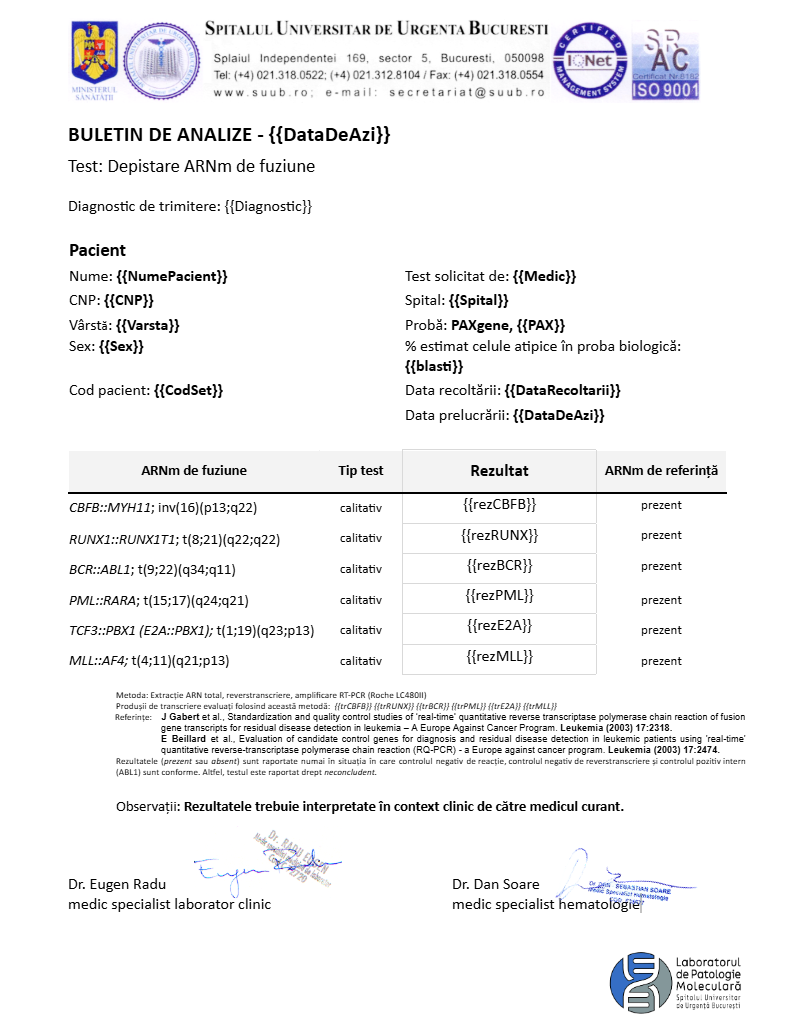 SPITALUL UNIVERSITAR DE URGENTA BUCURESTI
Splaiul Independentei 169, sector 5, Bucuresti, 050098
Tel: (+4) 021.318.0522; (+4) 021.312.8104 / Fax: (+4) 021.318.0554
www.suub.ro; e-mail: secretariat@suub.ro
MINISTERUL
SĂNĂTĂȚII
CERTIFIED
IQNet
MANAGEMENT SYSTEM
SR
AC
Certificat Nr.
ISO 9001
BULETIN DE ANALIZE - {{DataDeAzi}}
Test: Depistare ARNm de fuziune
Diagnostic de trimitere: {{Diagnostic}}
Pacient
Nume: {{NumePacient}} Test solicitat de: {{Medic}}
CNP: {{CNP}} Spital: {{Spital}}
Vârstă: {{Varsta}} Probă: PAXgene, {{PAX}}
Sex: {{Sex}} % estimat celule atipice în proba biologică:
{{blasti}}
Cod pacient: {{CodSet}} Data recoltării: {{DataRecoltarii}}
Data prelucrării: {{DataDeAzi}}
ARNm de fuziune Tip test Rezultat ARNm de referință
CBFB::MYH11; inv(16)(p13;q22) calitativ {{rezCBFB}} prezent
RUNX1::RUNX1T1; t(8;21)(q22;q22) calitativ {{rezRUNX}} prezent
BCR::ABL1; t(9;22)(q34;q11) calitativ {{rezBCR}} prezent
PML::RARA; t(15;17)(q24;q21) calitativ {{rezPML}} prezent
TCF3::PBX1 (E2A::PBX1); t(1;19)(q23;p13) calitativ {{rezE2A}} prezent
MLL::AF4; t(4;11)(q21;p13) calitativ {{rezMLL}} prezent
Metoda: Extracție ARN total, reverstranscriere, amplificare RT-PCR (Roche LC480II)
Produșii de transcriere evaluați folosind această metodă: {{trCBFB}} {{trRUNX}} {{trBCR}} {{trPML}} {{trE2A}} {{trMLL}}
Referințe: J Gabert et al., Standardization and quality control studies of 'real-time' quantitative reverse transcriptase polymerase chain reaction of fusion
gene transcripts for residual disease detection in leukemia – A Europe Against Cancer Program. Leukemia (2003) 17:2318.
E Beillard et al., Evaluation of candidate control genes for diagnosis and residual disease detection in leukemic patients using 'real-time'
quantitative reverse-transcriptase polymerase chain reaction (RQ-PCR) - a Europe against cancer program. Leukemia (2003) 17:2474.
Rezultatele (prezent sau absent) sunt raportate numai în situația în care controlul negativ de reacție, controlul negativ de reverstranscriere și controlul pozitiv intern
(ABL1) sunt conforme. Altfel, testul este raportat drept neconcludent.
Observații: Rezultatele trebuie interpretate în context clinic de către medicul curant.
Dr. RADU EUGEN
Dr. Eugen Radu Dr. Dan Soare
medic specialist laborator clinic medic specialist hematologie
Dr. DAN - SEBASTIAN SOARE
Medic Specialist Hematologie
Laboratorul
de Patologie
Moleculară
Spitalul Universitar
de Urgență București